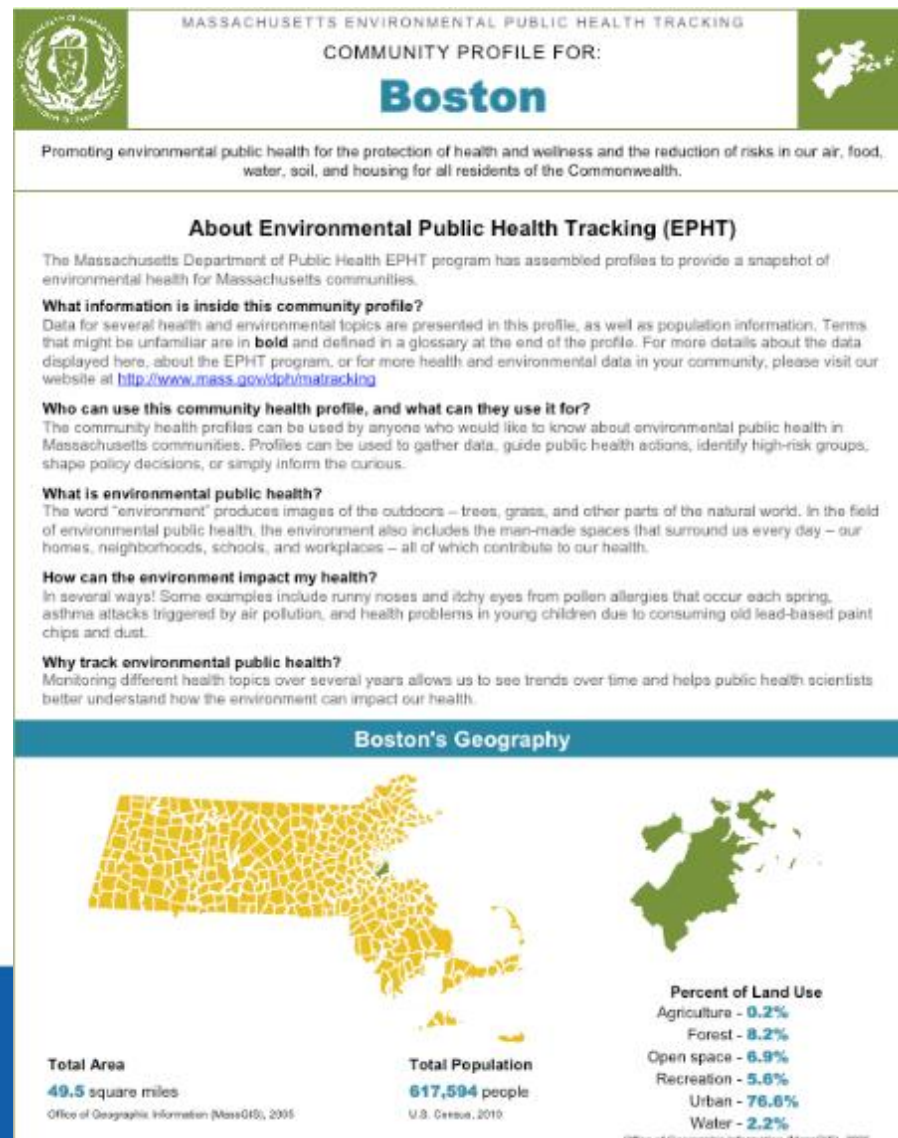 MASSACHUSETTS ENVIRONMENTAL PUBLIC HEALTH TRACKING
COMMUNITY PROFILE FOR:
Boston
Promoting environmental public health for the protection of health and wellness and the reduction of risks in our air, food,
water, soil, and housing for all residents of the Commonwealth.
About Environmental Public Health Tracking (EPHT)
The Massachusetts Department of Public Health EPHT program has assembled profiles to provide a snapshot of
environmental health for Massachusetts communities.
What information is inside this community profile?
Data for several health and environmental topics are presented in this profile, as well as population information. Terms
that might be unfamiliar are in bold and defined in a glossary at the end of the profile. For more details about the data
displayed here, about the EPHT program, or for more health and environmental data in your community, please visit our
website at http://www.mass.gov/dph/matracking
Who can use this community health profile, and what can they use it for?
The community health profiles can be used by anyone who would like to know about environmental public health in
Massachusetts communities. Profiles can be used to gather data, guide public health actions, identify high-risk groups,
shape policy decisions, or simply inform the curious.
What is environmental public health?
The word "environment" produces images of the outdoors – trees, grass, and other parts of the natural world. In the field
of environmental public health, the environment also includes the man-made spaces that surround us every day – our
homes, neighborhoods, schools, and workplaces – all of which contribute to our health.
How can the environment impact my health?
In several ways! Some examples include runny noses and itchy eyes from pollen allergies that occur each spring,
asthma attacks triggered by air pollution, and health problems in young children due to consuming old lead-based paint
chips and dust.
Why track environmental public health?
Monitoring different health topics over several years allows us to see trends over time and helps public health scientists
better understand how the environment can impact our health.
Boston's Geography
Total Area
49.5 square miles
Office of Geographic Information (MassGIS), 2005
Total Population
617,594 people
U.S. Census, 2010
Percent of Land Use
Agriculture - 0.2%
Forest - 8.2%
Open space - 6.9%
Recreation - 5.6%
Urban - 76.6%
Water - 2.2%